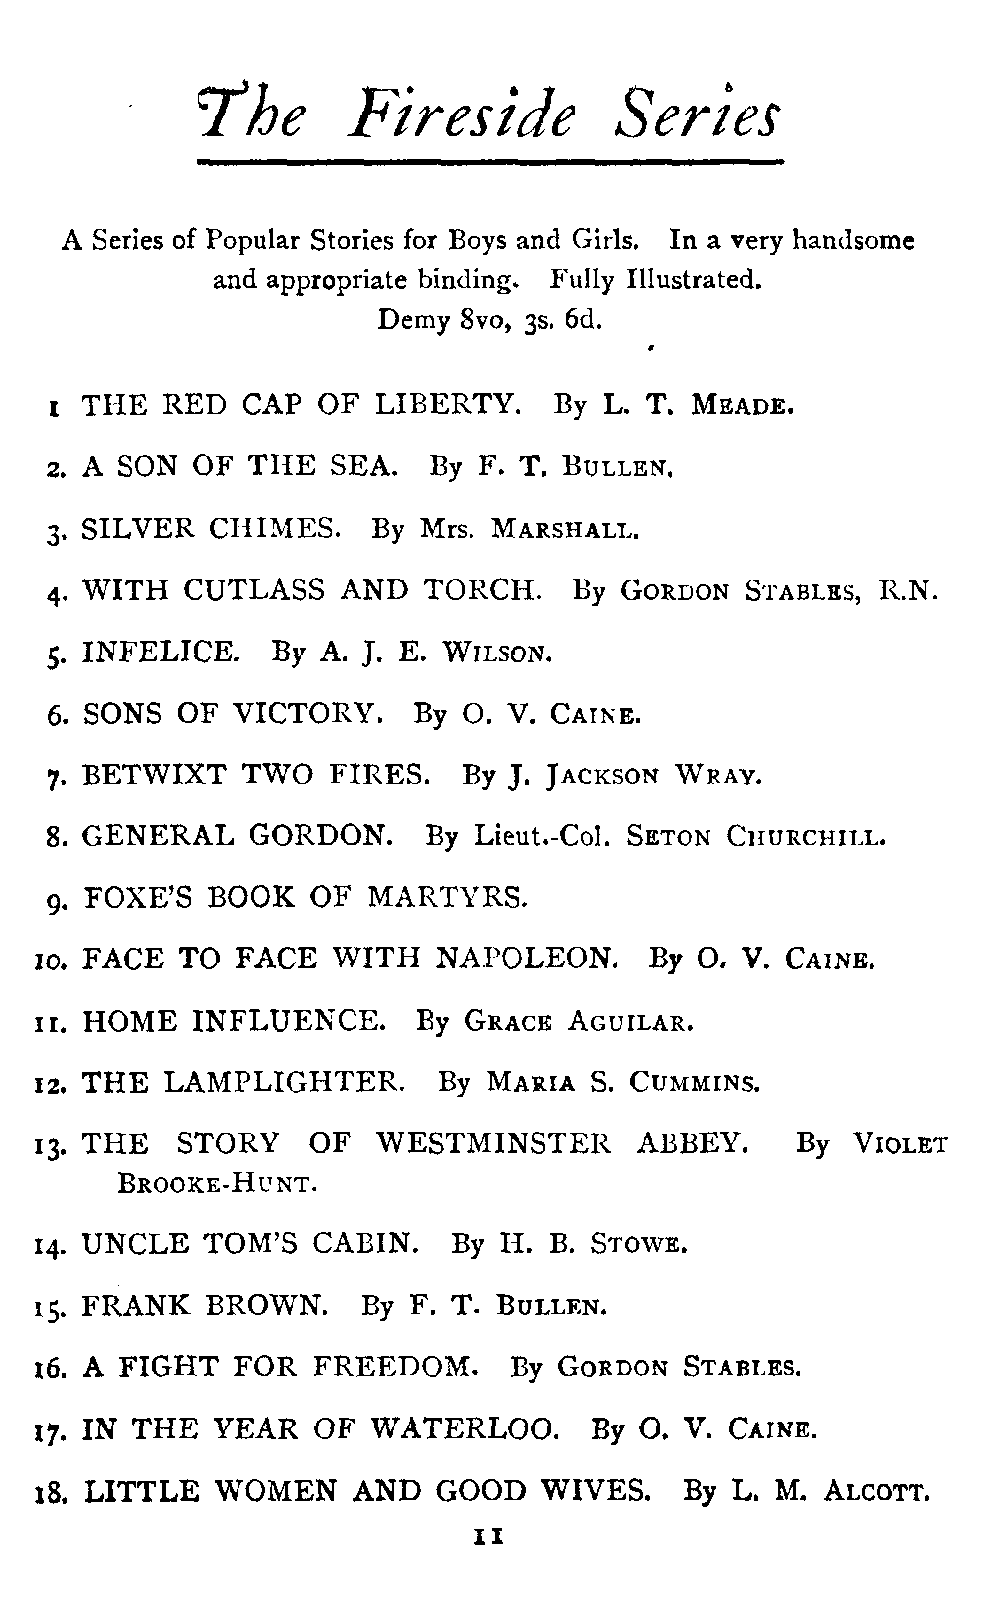 The Fireside Series
A Series of Popular Stories for Boys and Girls. In a very handsome
and appropriate binding. Fully Illustrated.
Demy 8vo, 3s. 6d.
1 THE RED CAP OF LIBERTY. By L. T. MEADE.
2. A SON OF THE SEA. By F. T. BULLEN.
3. SILVER CHIMES. By Mrs. MARSHALL.
4. WITH CUTLASS AND TORCH. By GORDON STABLES, R.N.
5. INFELICE. By A. J. E. WILSON.
6. SONS OF VICTORY. By O. V. CAINE.
7. BETWIXT TWO FIRES. By J. JACKSON WRAY.
8. GENERAL GORDON. By Lieut.-Col. SETON CHURCHILL.
9. FOXE'S BOOK OF MARTYRS.
10. FACE TO FACE WITH NAPOLEON. By O. V. CAINE.
11. HOME INFLUENCE. By GRACE AGUILAR.
12. THE LAMPLIGHTER. By MARIA S. CUMMINS.
13. THE STORY OF WESTMINSTER ABBEY. By VIOLET
BROOKE-HUNT.
14. UNCLE TOM'S CABIN. By H. B. STOWE.
15. FRANK BROWN. By F. T. BULLEN.
16. A FIGHT FOR FREEDOM. By GORDON STABLES.
17. IN THE YEAR OF WATERLOO. By O. V. CAINE.
18. LITTLE WOMEN AND GOOD WIVES. By L. M. ALCOTT.
11